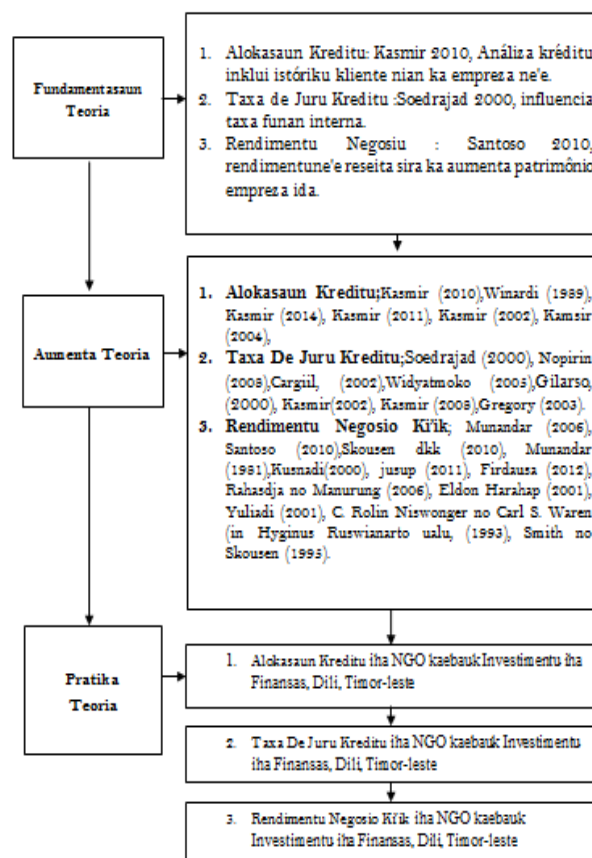 Fundamentasaun
Teoria
1. Alokasaun Kreditu: Kasmir 2010, Análiza kréditu
inklui istóriku kliente nian ka empreza ne'e.
2. Taxa de Juru Kreditu :Soedrajad 2000, influencia
taxa funan interna.
3. Rendimentu Negosiu : Santoso 2010,
rendimentune'e reseita sira ka aumenta patrimônio
empreza ida.
Aumenta Teoria
1. Alokasaun Kreditu;Kasmir (2010),Winardi (1989),
Kasmir (2014), Kasmir (2011), Kasmir (2002), Kamsir
(2004),
2. Taxa De Juru Kreditu;Soedrajad (2000), Nopirin
(2008),Cargiil, (2002),Widyatmoko (2005),Gilarso,
(2000), Kasmir(2002), Kasmir (2008),Gregory (2003).
3. Rendimentu Negosio Ki'ik; Munandar (2006),
Santoso (2010),Skousen dkk (2010), Munandar
(1981),Kusnadi(2000), jusup (2011), Firdausa (2012),
Rahasdja no Manurung (2006), Eldon Harahap (2001),
Yuliadi (2001), C. Rolin Niswonger no Carl S. Waren
(in Hyginus Ruswianarto ualu, (1993), Smith no
Skousen (1995).
Pratika
Teoria
1. Alokasaun Kreditu iha NGO kaebauk Investimentu iha
Finansas, Dili, Timor-leste
2. Taxa De Juru Kreditu iha NGO kaebauk Investimentu
iha Finansas, Dili, Timor-leste
3. Rendimentu Negosio Ki'ik iha NGO kaebauk
Investimentu iha Finansas, Dili, Timor-leste